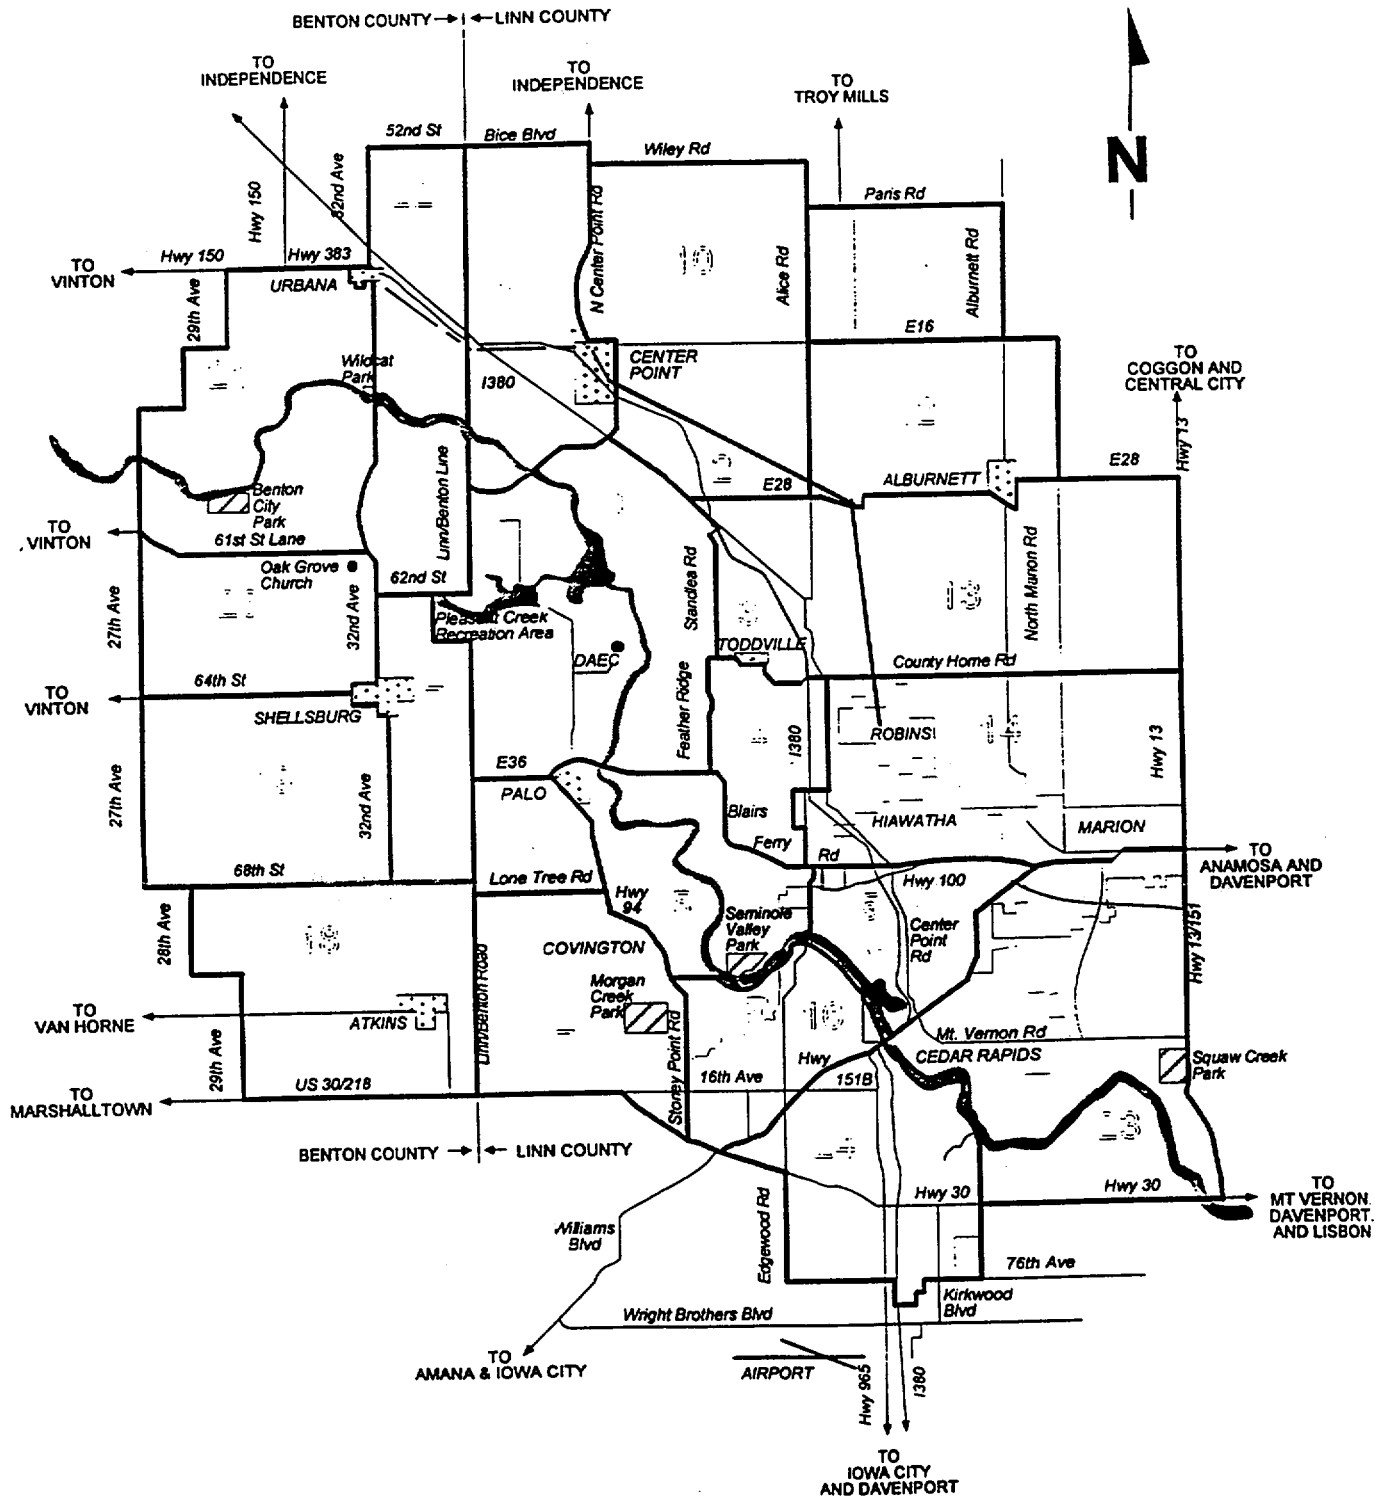 BENTON COUNTY
LINN COUNTY
TO
INDEPENDENCE
TO
INDEPENDENCE
TO
TROY MILLS
N
52nd St
Bice Blvd
Wiley Rd
Paris Rd
32nd Ave
Hwy 150
N Center Point Rd
10
Alice Rd
Alburnett Rd
Hwy 150
Hwy 383
TO
VINTON
URBANA
29th Ave
E16
Wildcat
Park
I380
CENTER
POINT
TO
COGGON AND
CENTRAL CITY
Hwy 13
E28
E28
ALBURNETT
Linn/Benton Line
Benton
City
Park
TO
VINTON
61st St Lane
Oak Grove
Church
62nd St
27th Ave
32nd Ave
Standlea Rd
13
North Marion Rd
Pleasant Creek
Recreation Area
DAEC
TODDVILLE
County Home Rd
TO
VINTON
64th St
SHELLSBURG
Feather Ridge
I380
ROBINS
14
Hwy 13
E36
PALO
27th Ave
32nd Ave
Blairs
Ferry
Rd
HIAWATHA
MARION
TO
ANAMOSA AND
DAVENPORT
68th St
Lone Tree Rd
Hwy
94
Hwy 100
28th Ave
18
Seminole
Valley
Park
Center
Point
Rd
Hwy 13/151
COVINGTON
Linn/Benton Road
Morgan
Creek
Park
16
TO
VAN HORNE
ATKINS
Stoney Point Rd
Mt. Vernon Rd
CEDAR RAPIDS
Hwy
151B
16th Ave
Squaw Creek
Park
29th Ave
US 30/218
TO
MARSHALLTOWN
23
BENTON COUNTY
LINN COUNTY
Hwy 30
Hwy 30
TO
MT VERNON,
DAVENPORT,
AND LISBON
Williams
Blvd
Edgewood Rd
76th Ave
Kirkwood
Blvd
Wright Brothers Blvd
TO
AMANA & IOWA CITY
AIRPORT
Hwy 965
I380
TO
IOWA CITY
AND DAVENPORT